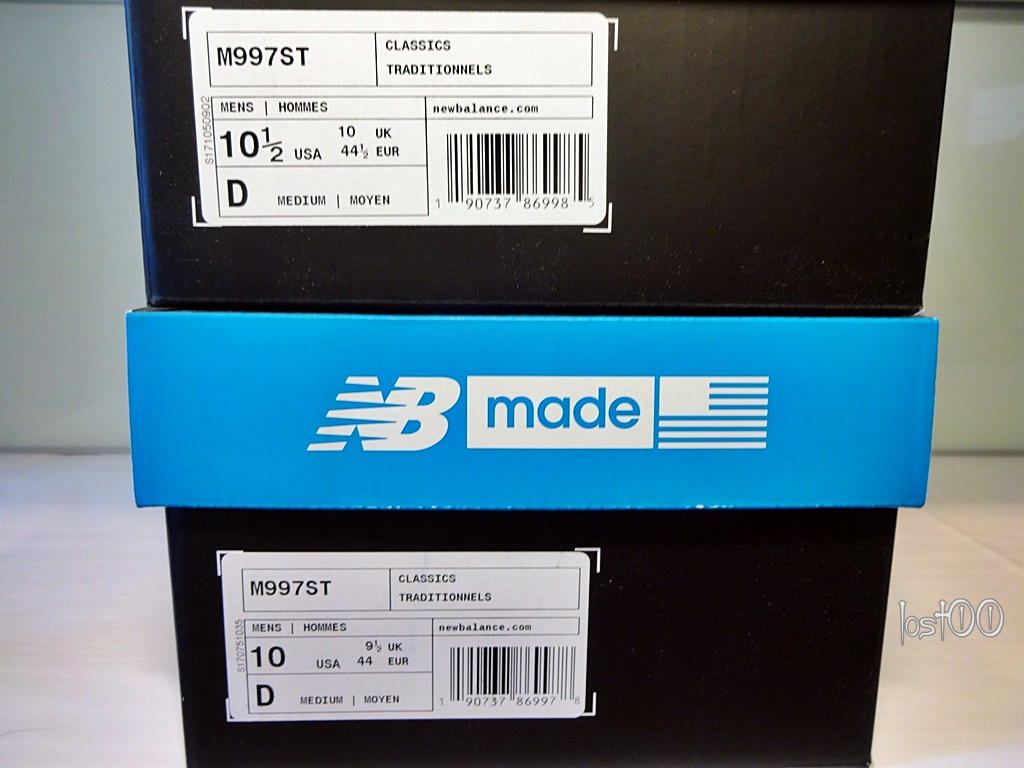 M997ST
CLASSICS
TRADITIONNELS
S171050902
MENS | HOMMES
newbalance.com
10½ USA
10 UK
44½ EUR
D MEDIUM | MOYEN
1 90737 86998 5
NB made
M997ST
CLASSICS
TRADITIONNELS
S170751035
MENS | HOMMES
newbalance.com
10 USA
9½ UK
44 EUR
D MEDIUM | MOYEN
1 90737 86997 8
lost00